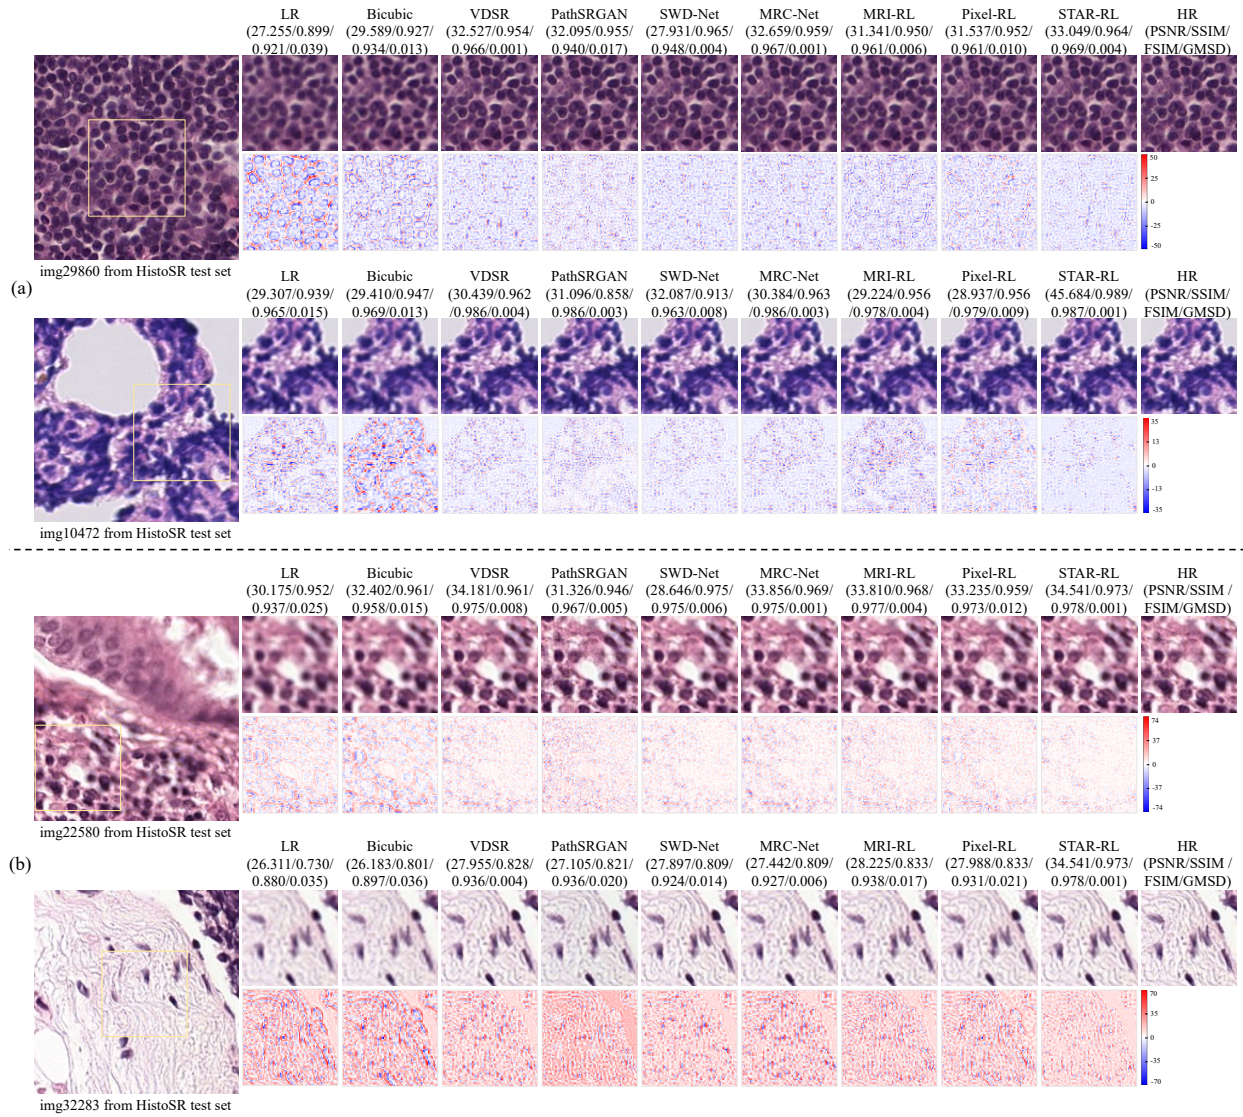 LR Bicubic VDSR PathSRGAN SWD-Net MRC-Net MRI-RL Pixel-RL STAR-RL HR
(27.255/0.899/ (29.589/0.927/ (32.527/0.954/ (32.095/0.955/ (27.931/0.965/ (32.659/0.959/ (31.341/0.950/ (31.537/0.952/ (33.049/0.964/ (PSNR/SSIM/
0.921/0.039) 0.934/0.013) 0.966/0.001) 0.940/0.017) 0.948/0.004) 0.967/0.001) 0.961/0.006) 0.961/0.010) 0.969/0.004) FSIM/GMSD)
50
25
0
-25
-50
img29860 from HistoSR test set
(a)
LR Bicubic VDSR PathSRGAN SWD-Net MRC-Net MRI-RL Pixel-RL STAR-RL HR
(29.307/0.939/ (29.410/0.947/ (30.439/0.962 (31.096/0.858/ (32.087/0.913/ (30.384/0.963 (29.224/0.956 (28.937/0.956 (45.684/0.989/ (PSNR/SSIM/
0.965/0.015) 0.969/0.013) /0.986/0.004) 0.986/0.003) 0.963/0.008) /0.986/0.003) /0.978/0.004) /0.979/0.009) 0.987/0.001) FSIM/GMSD)
35
13
0
-13
-35
img10472 from HistoSR test set
LR Bicubic VDSR PathSRGAN SWD-Net MRC-Net MRI-RL Pixel-RL STAR-RL HR
(30.175/0.952/ (32.402/0.961/ (34.181/0.961/ (31.326/0.946/ (28.646/0.975/ (33.856/0.969/ (33.810/0.968/ (33.235/0.959/ (34.541/0.973/ (PSNR/SSIM /
0.937/0.025) 0.958/0.015) 0.975/0.008) 0.967/0.005) 0.975/0.006) 0.975/0.001) 0.977/0.004) 0.973/0.012) 0.978/0.001) FSIM/GMSD)
74
37
0
-37
-74
img22580 from HistoSR test set
(b)
LR Bicubic VDSR PathSRGAN SWD-Net MRC-Net MRI-RL Pixel-RL STAR-RL HR
(26.311/0.730/ (26.183/0.801/ (27.955/0.828/ (27.105/0.821/ (27.897/0.809/ (27.442/0.809/ (28.225/0.833/ (27.988/0.833/ (34.541/0.973/ (PSNR/SSIM /
0.880/0.035) 0.897/0.036) 0.936/0.004) 0.936/0.020) 0.924/0.014) 0.927/0.006) 0.938/0.017) 0.931/0.021) 0.978/0.001) FSIM/GMSD)
70
35
0
-35
-70
img32283 from HistoSR test set